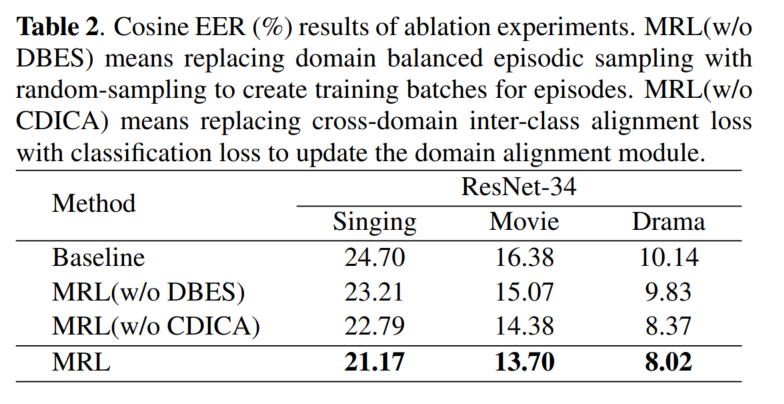 Table 2. Cosine EER (%) results of ablation experiments. MRL(w/o
DBES) means replacing domain balanced episodic sampling with
random-sampling to create training batches for episodes. MRL(w/o
CDICA) means replacing cross-domain inter-class alignment loss
with classification loss to update the domain alignment module.
Method ResNet-34
Singing Movie Drama
Baseline 24.70 16.38 10.14
MRL(w/o DBES) 23.21 15.07 9.83
MRL(w/o CDICA) 22.79 14.38 8.37
MRL 21.17 13.70 8.02